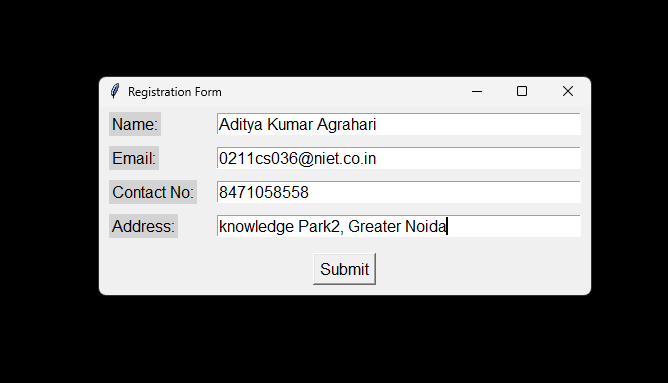 Registration Form
Name: Aditya Kumar Agrahari
Email: 0211cs036@niet.co.in
Contact No: 8471058558
Address: knowledge Park2, Greater Noida
Submit